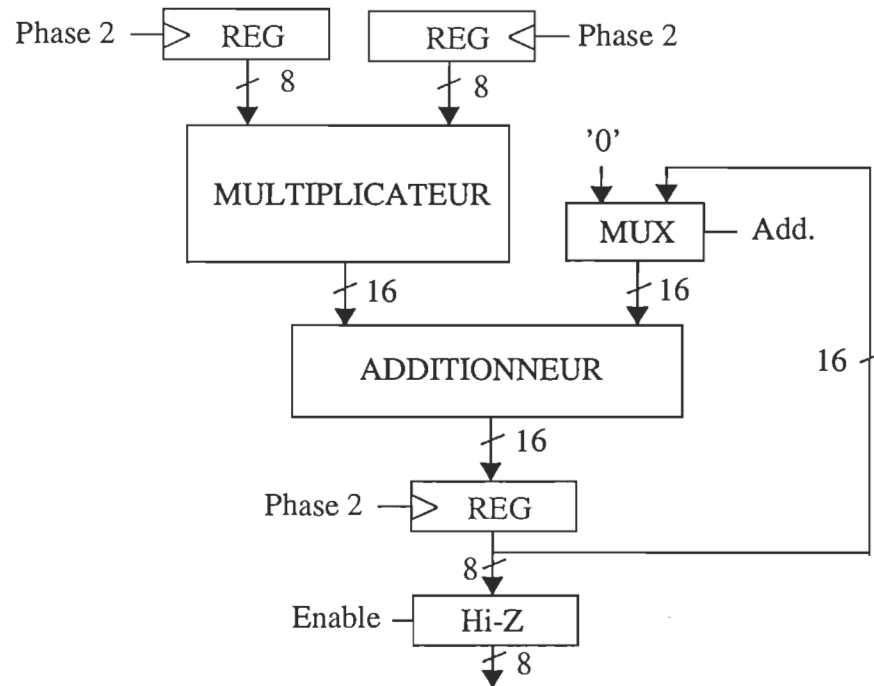 Phase 2 REG REG Phase 2
8 8
'0'
MULTIPLICATEUR MUX Add.
16 16
ADDITIONNEUR 16
16
Phase 2 REG
8
Enable Hi-Z
8